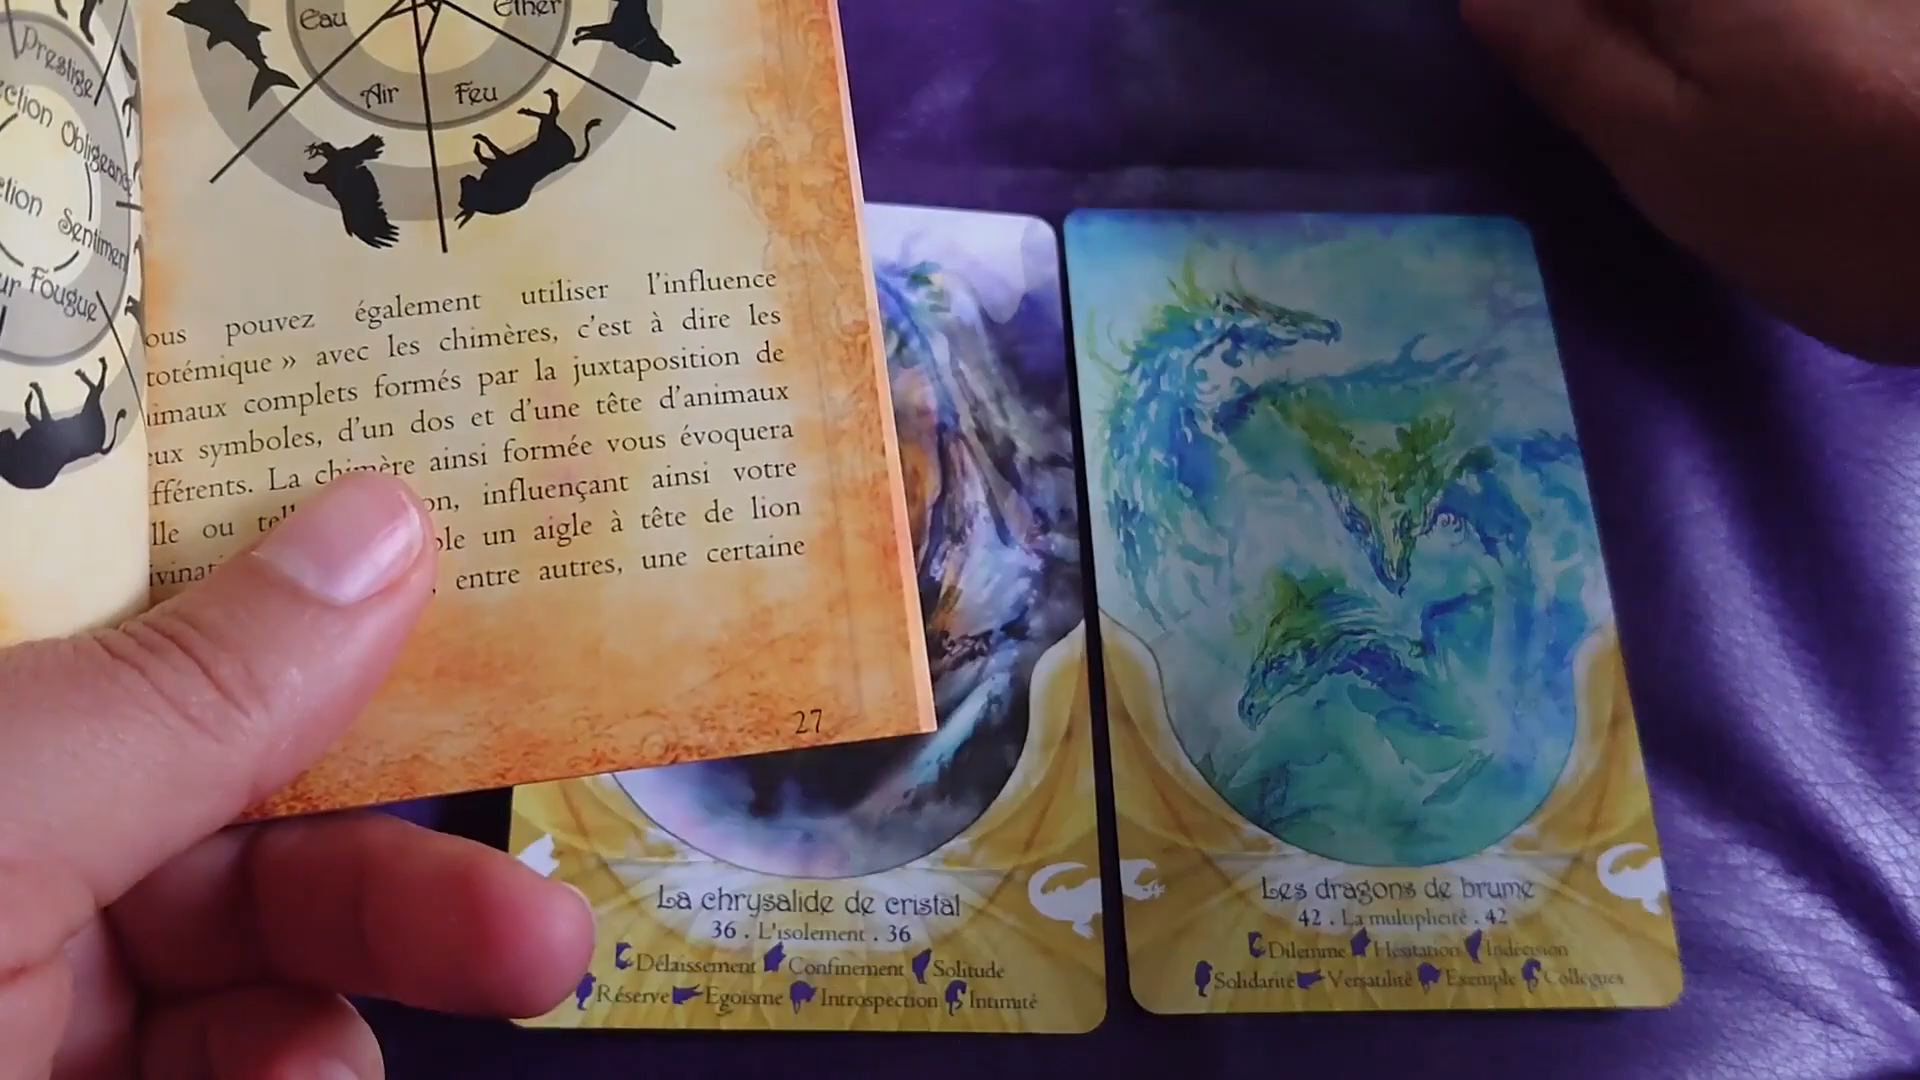 Prestige
Obligeance
Sentiment
Fougue
Eau
Ether
Air
Feu
pouvez également utiliser l'influence
totémique » avec les chimères, c'est à dire les
complets formés par la juxtaposition de
symboles, d'un dos et d'une tête d'animaux
La chimère ainsi formée vous évoquera
ou influençant ainsi votre
un aigle à tête de lion
, entre autres, une certaine
27
La chrysalide de cristal
36 . L'isolement . 36
Délaissement Confinement Solitude
Réserve Egoïsme Introspection Intimité
Les dragons de brume
42 . La multiplicité . 42
Dilemme Hésitation Indécision
Solidarité Versatilité Exemple Collègues